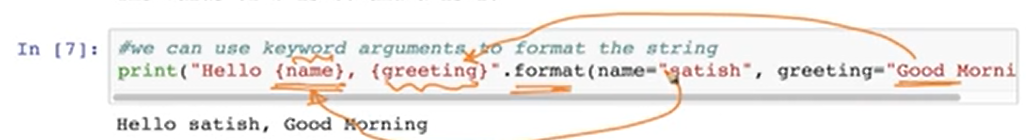 In [7]: #we can use keyword arguments to format the string
print("Hello {name}, {greeting}".format(name="satish", greeting="Good Morni
Hello satish, Good Morning